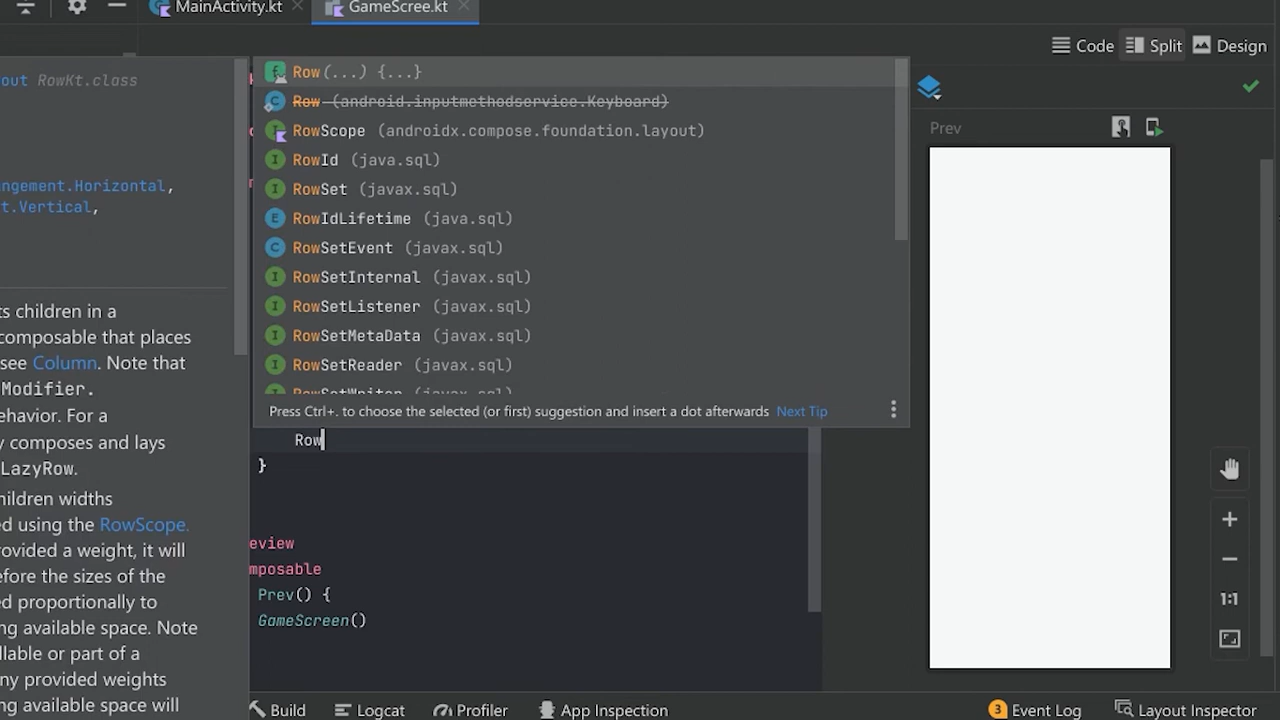 MainActivity.kt
GameScree.kt
Code
Split
Design
out RowKt.class
ngement.Horizontal,
t.Vertical,
ts children in a
composable that places
see Column. Note that
Modifier.
ehavior. For a
y composes and lays
LazyRow.
hildren widths
ed using the RowScope.
rovided a weight, it will
efore the sizes of the
ed proportionally to
ng available space. Note
llable or part of a
ny provided weights
ng available space will
Row(...) {...}
Row (android.inputmethodservice.Keyboard)
RowScope (androidx.compose.foundation.layout)
RowId (java.sql)
RowSet (javax.sql)
RowIdLifetime (java.sql)
RowSetEvent (javax.sql)
RowSetInternal (javax.sql)
RowSetListener (javax.sql)
RowSetMetaData (javax.sql)
RowSetReader (javax.sql)
RowSetWriter (javax.sql)
Press Ctrl+. to choose the selected (or first) suggestion and insert a dot afterwards Next Tip
Row
}
eview
mposable
Prev() {
GameScreen()
Prev
1:1
Build
Logcat
Profiler
App Inspection
3 Event Log
Layout Inspector